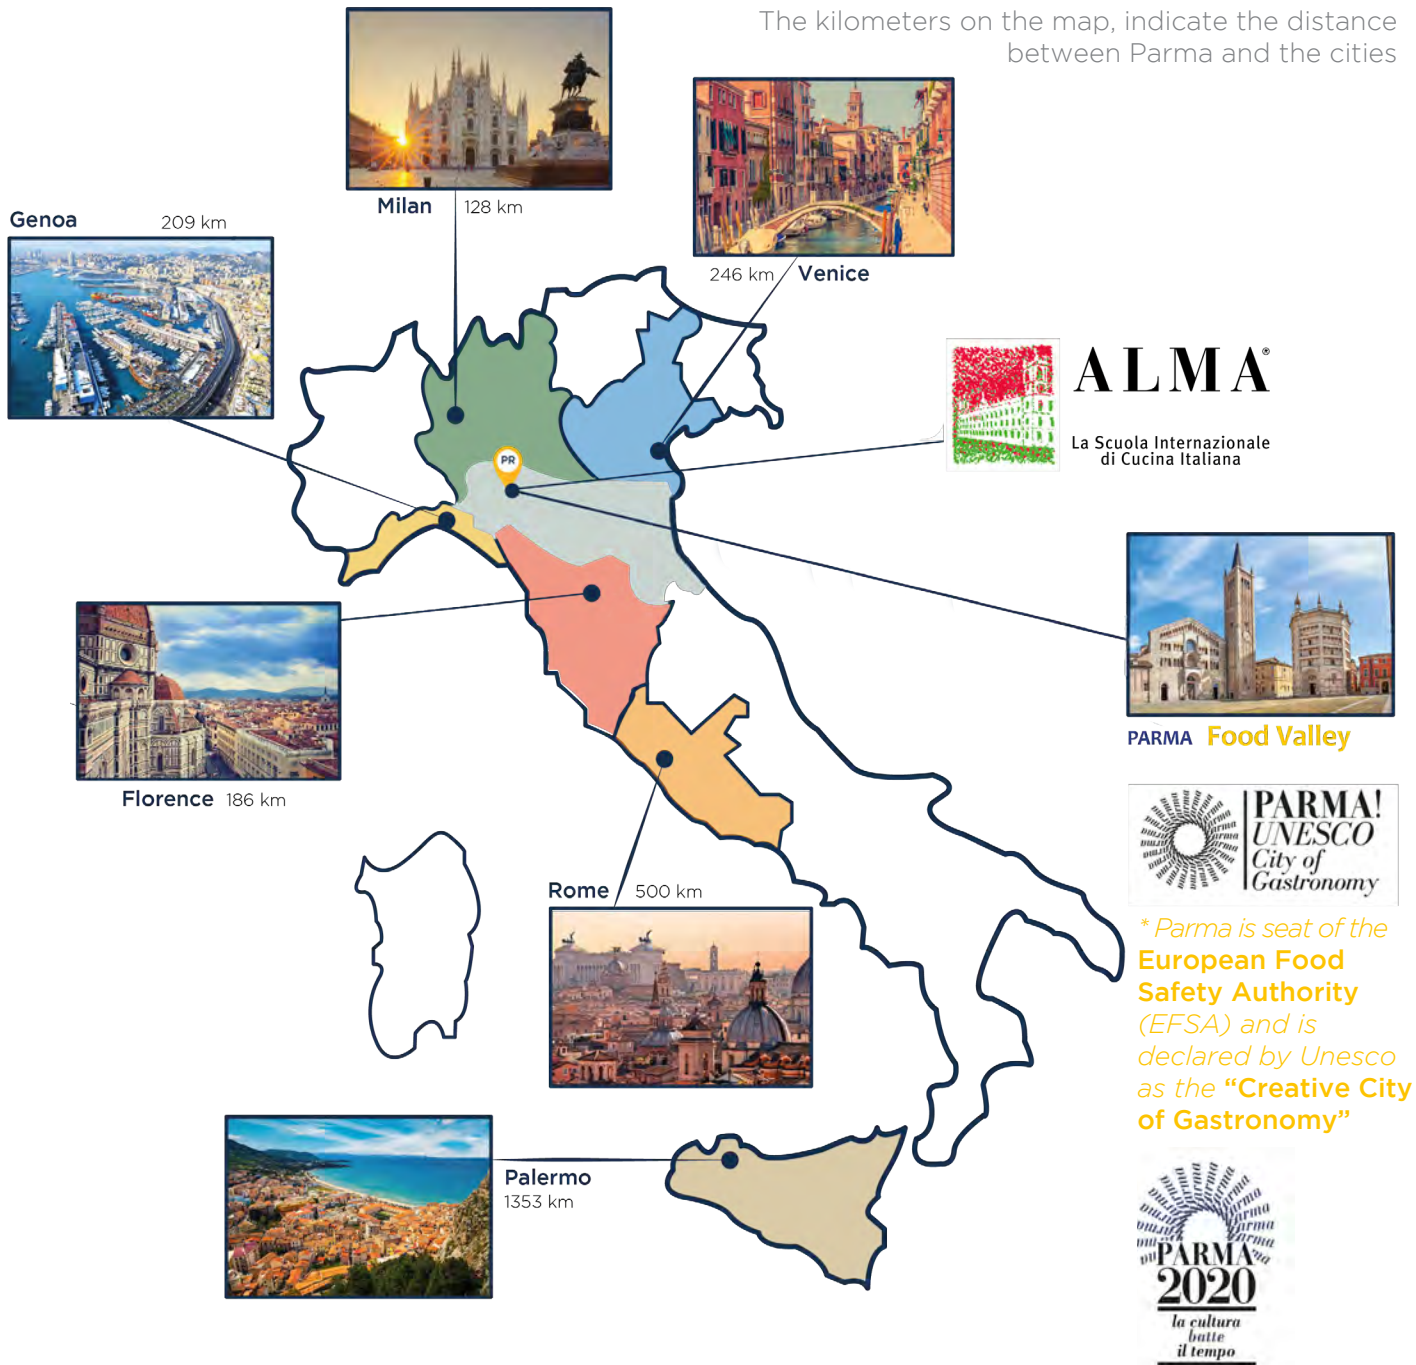 The kilometers on the map, indicate the distance
between Parma and the cities
Milan 128 km
Genoa 209 km
246 km Venice
PR
ALMA®
La Scuola Internazionale
di Cucina Italiana
Florence 186 km
PARMA Food Valley
PARMA!
UNESCO
City of
Gastronomy
Rome 500 km
* Parma is seat of the
European Food
Safety Authority
(EFSA) and is
declared by Unesco
as the “Creative City
of Gastronomy”
Palermo
1353 km
PARMA
2020
la cultura
batte
il tempo